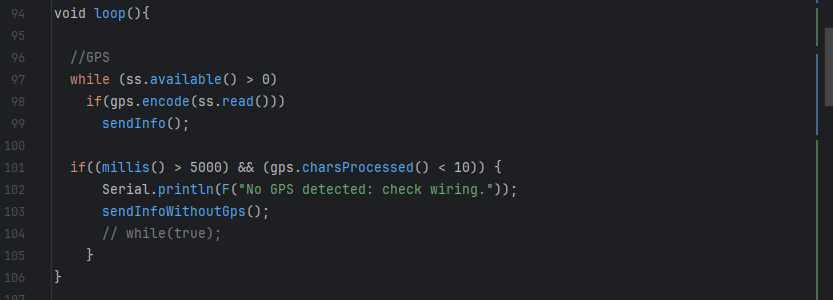 94 void loop(){
95
96 //GPS
97 while (ss.available() > 0)
98 if(gps.encode(ss.read()))
99 sendInfo();
100
101 if((millis() > 5000) && (gps.charsProcessed() < 10)) {
102 Serial.println(F("No GPS detected: check wiring."));
103 sendInfoWithoutGps();
104 // while(true);
105 }
106 }
107